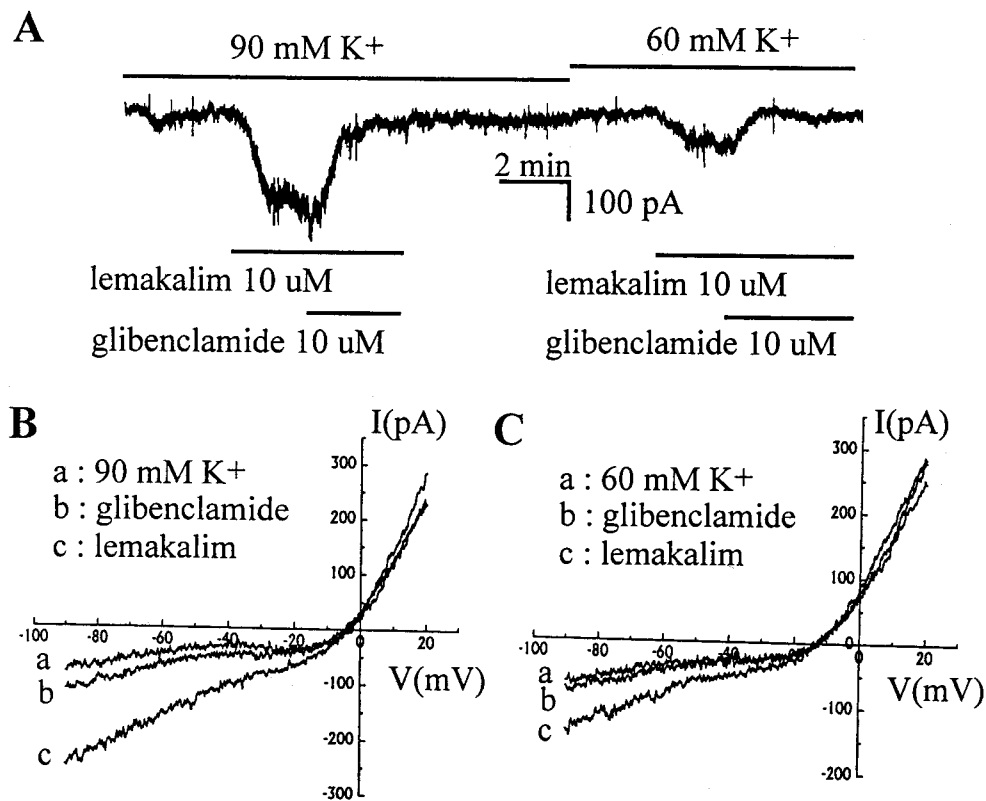 A
90 mM K+
60 mM K+
2 min
100 pA
lemakalim 10 uM
glibenclamide 10 uM
lemakalim 10 uM
glibenclamide 10 uM
B
I(pA)
a : 90 mM K+
b : glibenclamide
c : lemakalim
300
200
100
-100 -80 -60 -40 -20 0 20
V(mV)
a
b
c
-100
-200
-300
C
I(pA)
a : 60 mM K+
b : glibenclamide
c : lemakalim
300
200
100
-100 -80 -60 -40 -20 0 20
V(mV)
a
b
c
-100
-200